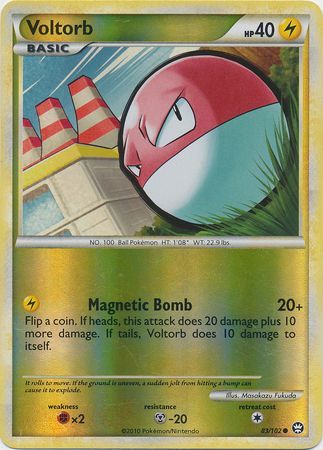 Voltorb
HP 40
BASIC
NO. 100 Ball Pokémon HT: 1'08" WT: 22.9 lbs.
Magnetic Bomb 20+
Flip a coin. If heads, this attack does 20 damage plus 10
more damage. If tails, Voltorb does 10 damage to
itself.
It rolls to move. If the ground is uneven, a sudden jolt from hitting a bump can
cause it to explode.
Illus. Masakazu Fukuda
weakness resistance retreat cost
×2 -20
©2010 Pokémon/Nintendo 83/102